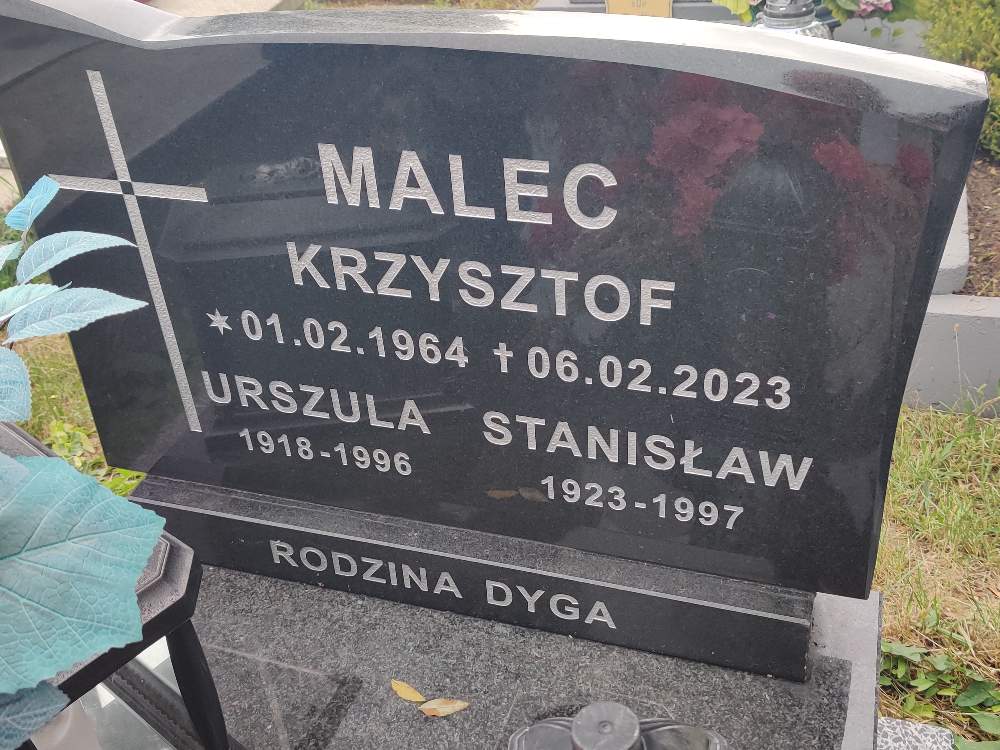 MALEC
KRZYSZTOF
* 01.02.1964 † 06.02.2023
URSZULA STANISŁAW
1918-1996 1923-1997
RODZINA DYGA